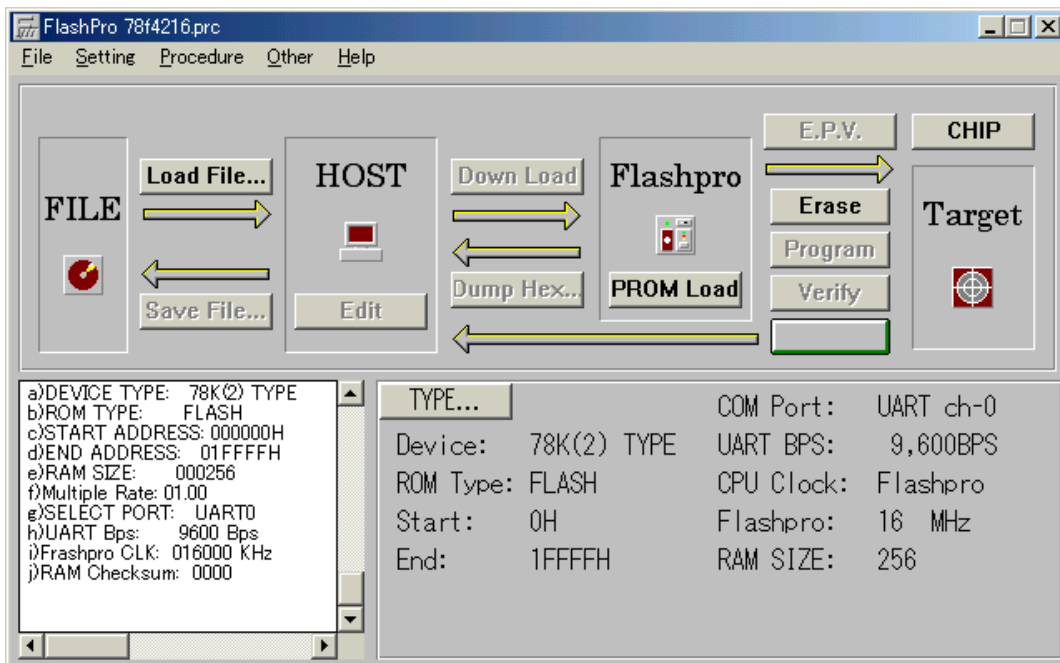 FlashPro 78f4216.prc
File Setting Procedure Other Help
E.P.V. CHIP
FILE Load File... HOST Down Load Flashpro Target
Erase
Program
Save File... Edit Dump Hex... PROM Load Verify
a)DEVICE TYPE: 78K(2) TYPE
b)ROM TYPE: FLASH
c)START ADDRESS: 000000H
d)END ADDRESS: 01FFFFH
e)RAM SIZE: 000256
f)Multiple Rate: 01.00
g)SELECT PORT: UART0
h)UART Bps: 9600 Bps
i)Frashpro CLK: 016000 KHz
j)RAM Checksum: 0000
TYPE... COM Port: UART ch-0
Device: 78K(2) TYPE UART BPS: 9,600BPS
ROM Type: FLASH CPU Clock: Flashpro
Start: 0H Flashpro: 16 MHz
End: 1FFFFH RAM SIZE: 256